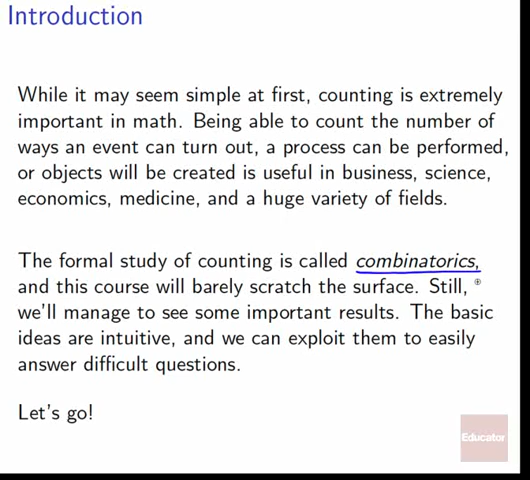 Introduction
While it may seem simple at first, counting is extremely
important in math. Being able to count the number of
ways an event can turn out, a process can be performed,
or objects will be created is useful in business, science,
economics, medicine, and a huge variety of fields.
The formal study of counting is called combinatorics,
and this course will barely scratch the surface. Still,
we'll manage to see some important results. The basic
ideas are intuitive, and we can exploit them to easily
answer difficult questions.
Let's go!
Educator